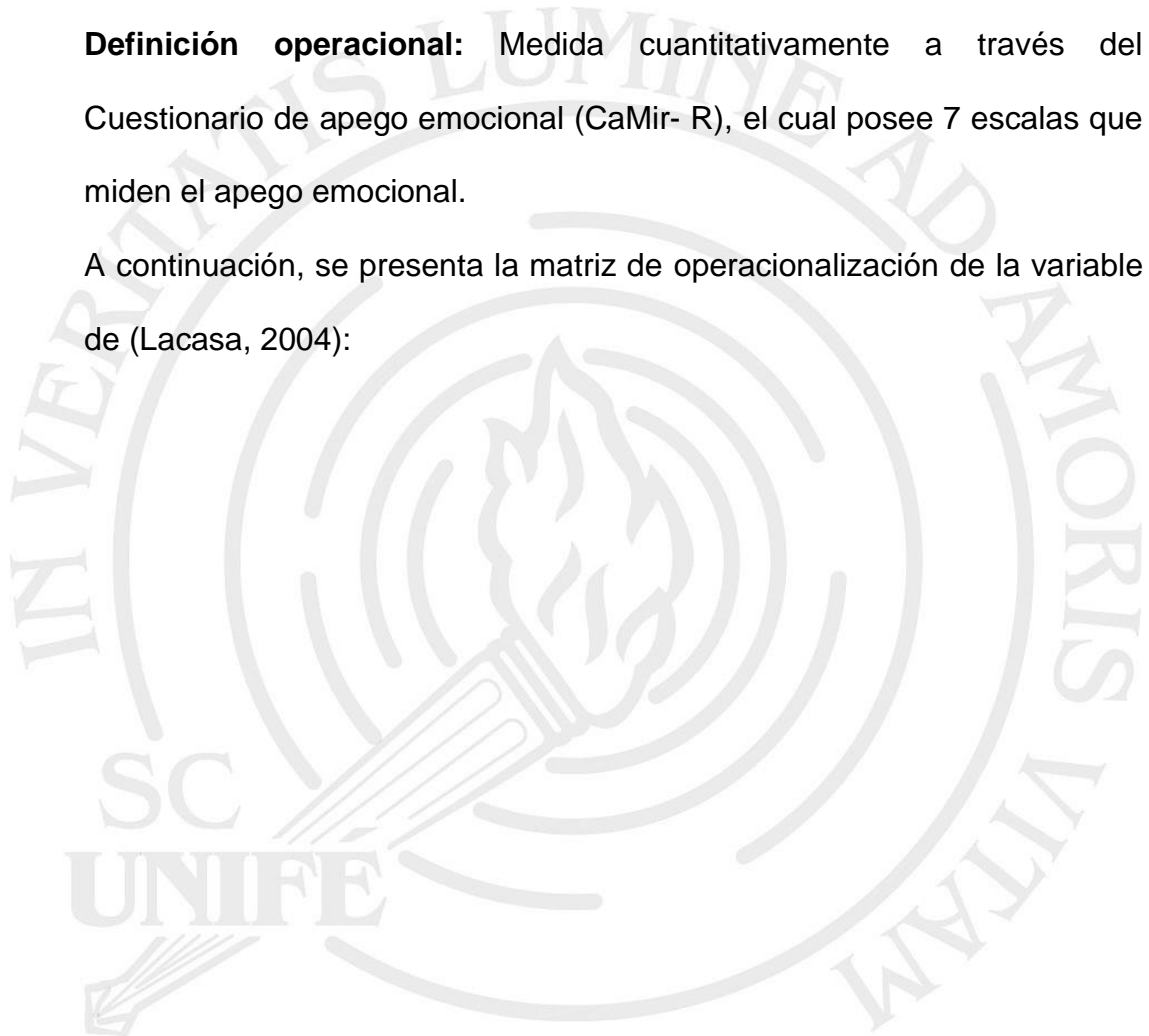 Definición operacional: Medida cuantitativamente a través del
Cuestionario de apego emocional (CaMir- R), el cual posee 7 escalas que
miden el apego emocional.
A continuación, se presenta la matriz de operacionalización de la variable
de (Lacasa, 2004):
IN VERITATIS LUMINE AD AMORIS VITAM
SC
UNIFÉ